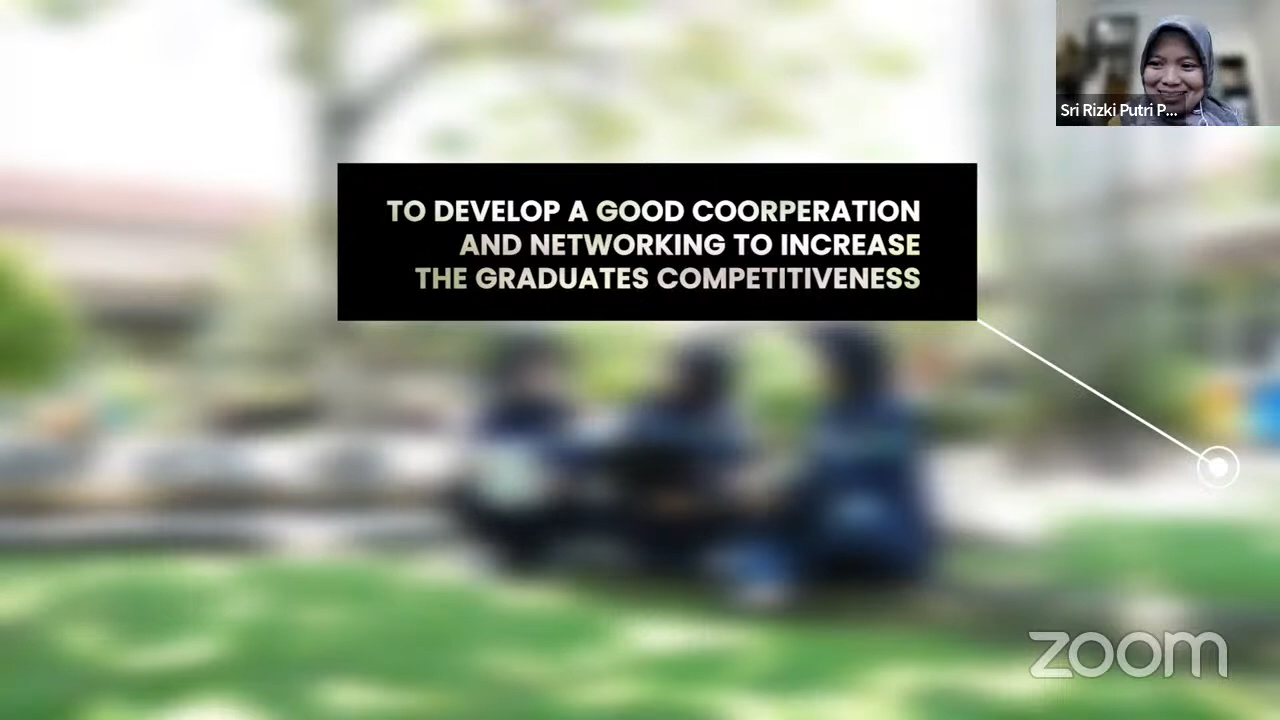 Sri Rizki Putri P...
TO DEVELOP A GOOD COORPERATION
AND NETWORKING TO INCREASE
THE GRADUATES COMPETITIVENESS
zoom